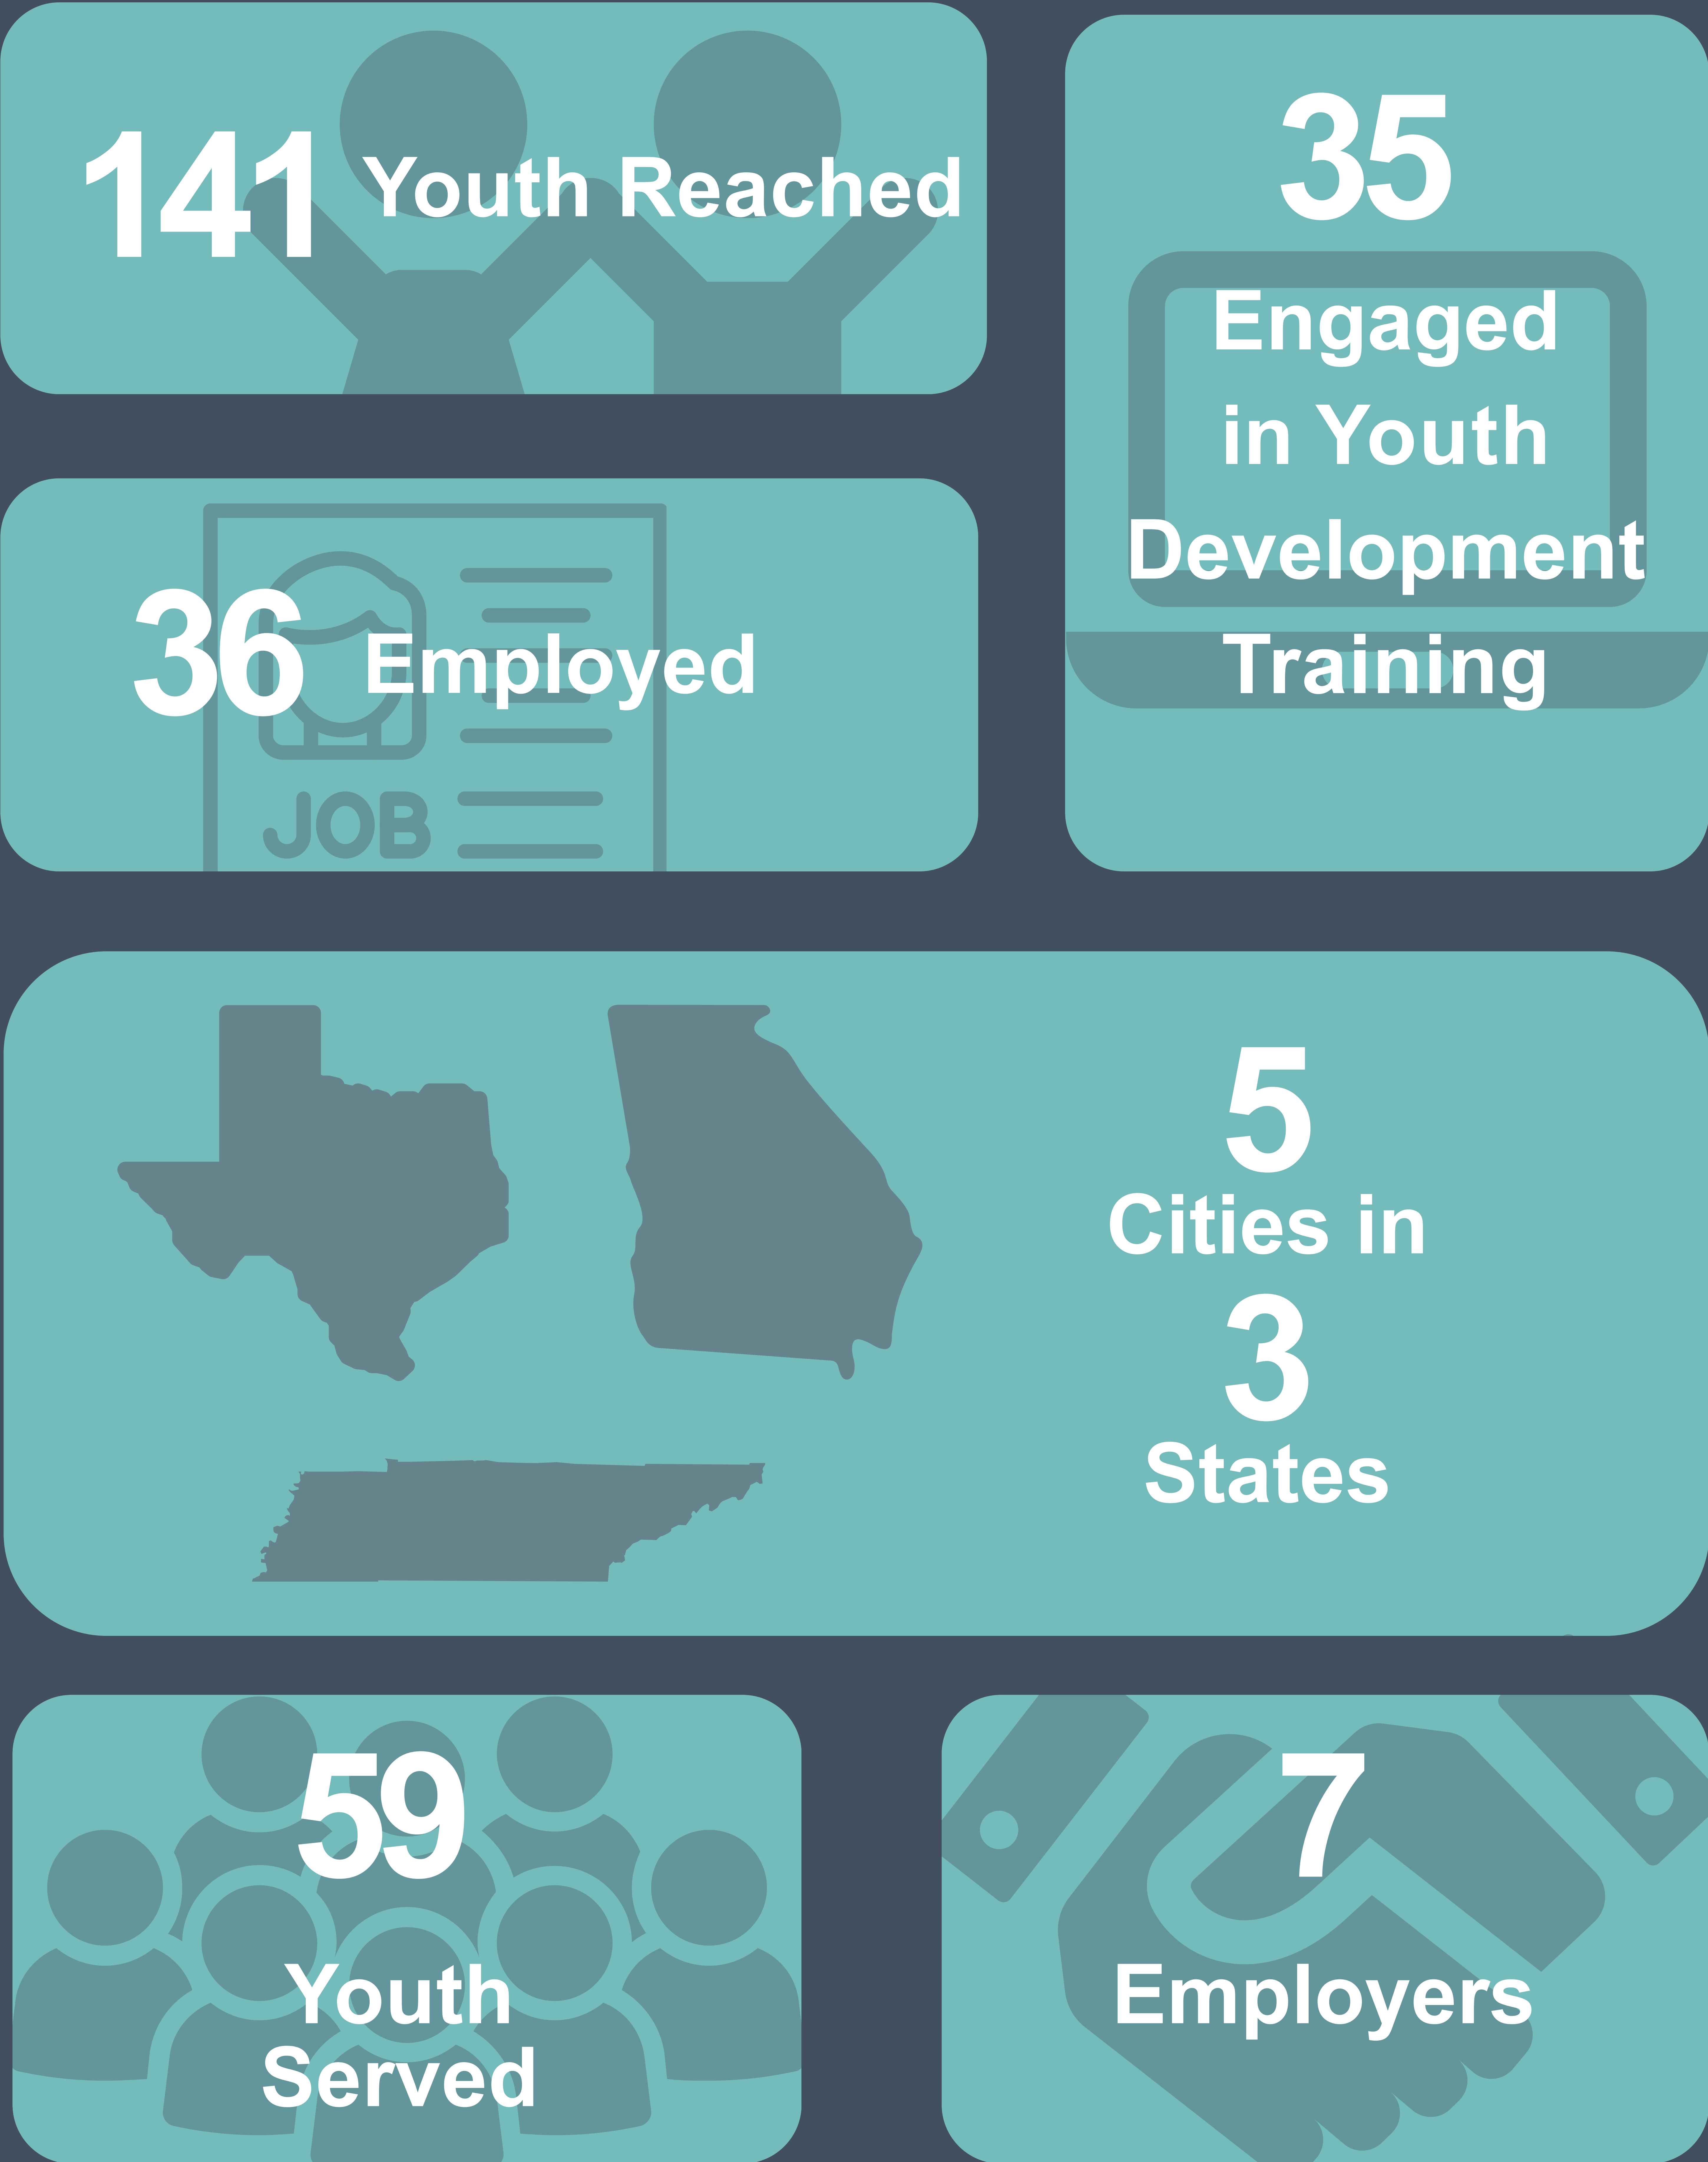 141 Youth Reached
35
Engaged
in Youth
Development
Training
36 Employed
JOB
5
Cities in
3
States
59
Youth
Served
7
Employers